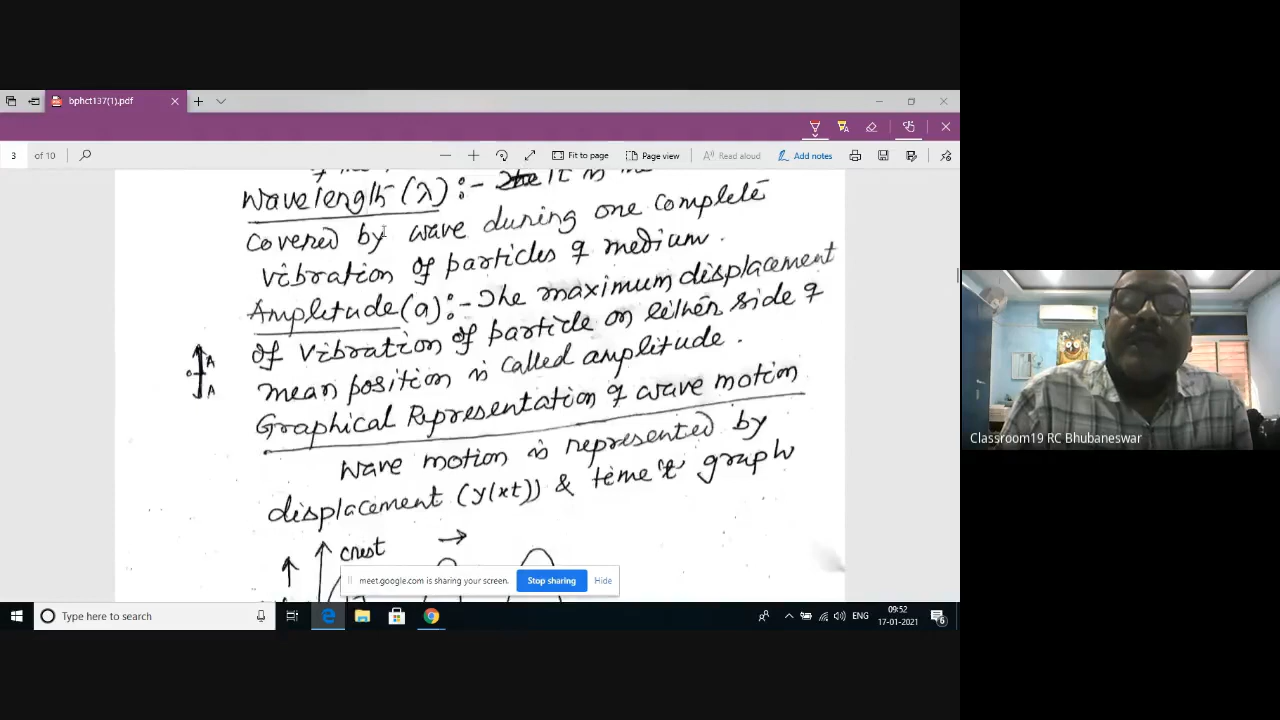 bphct137(1).pdf
3 of 10
Fit to page
Page view
Read aloud
Add notes
Wavelength (λ) :- It is the
covered by wave during one complete
vibration of particles of medium.
Amplitude (a) :- The maximum displacement
of vibration of particle on either side of
mean position is called amplitude.
A
o
A
Graphical Representation of wave motion
wave motion is represented by
displacement (y(xt)) & time 't' graph
crest
meet.google.com is sharing your screen.
Stop sharing
Hide
Classroom19 RC Bhubaneswar
Type here to search
ENG
09:52
17-01-2021
6